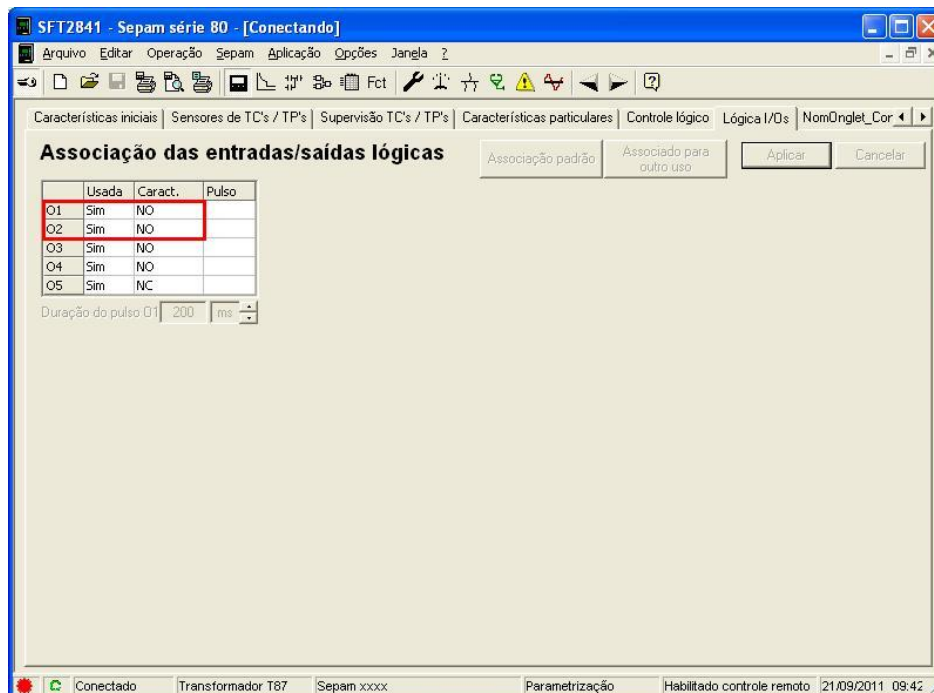 SFT2841 - Sepam série 80 - [Conectando]
Arquivo Editar Operação Sepam Aplicação Opções Janela ?
Fct
Características iniciais Sensores de TC's / TP's Supervisão TC's / TP's Características particulares Controle lógico Lógica I/Os NomOnglet_Cor
Associação das entradas/saídas lógicas
Associação padrão
Associado para outro uso
Aplicar
Cancelar
Usada Caract. Pulso
O1 Sim NO
O2 Sim NO
O3 Sim NO
O4 Sim NO
O5 Sim NC
Duração do pulso O1 200 ms
Conectado Transformador T87 Sepam xxxx Parametrização Habilitado controle remoto 21/09/2011 09:42